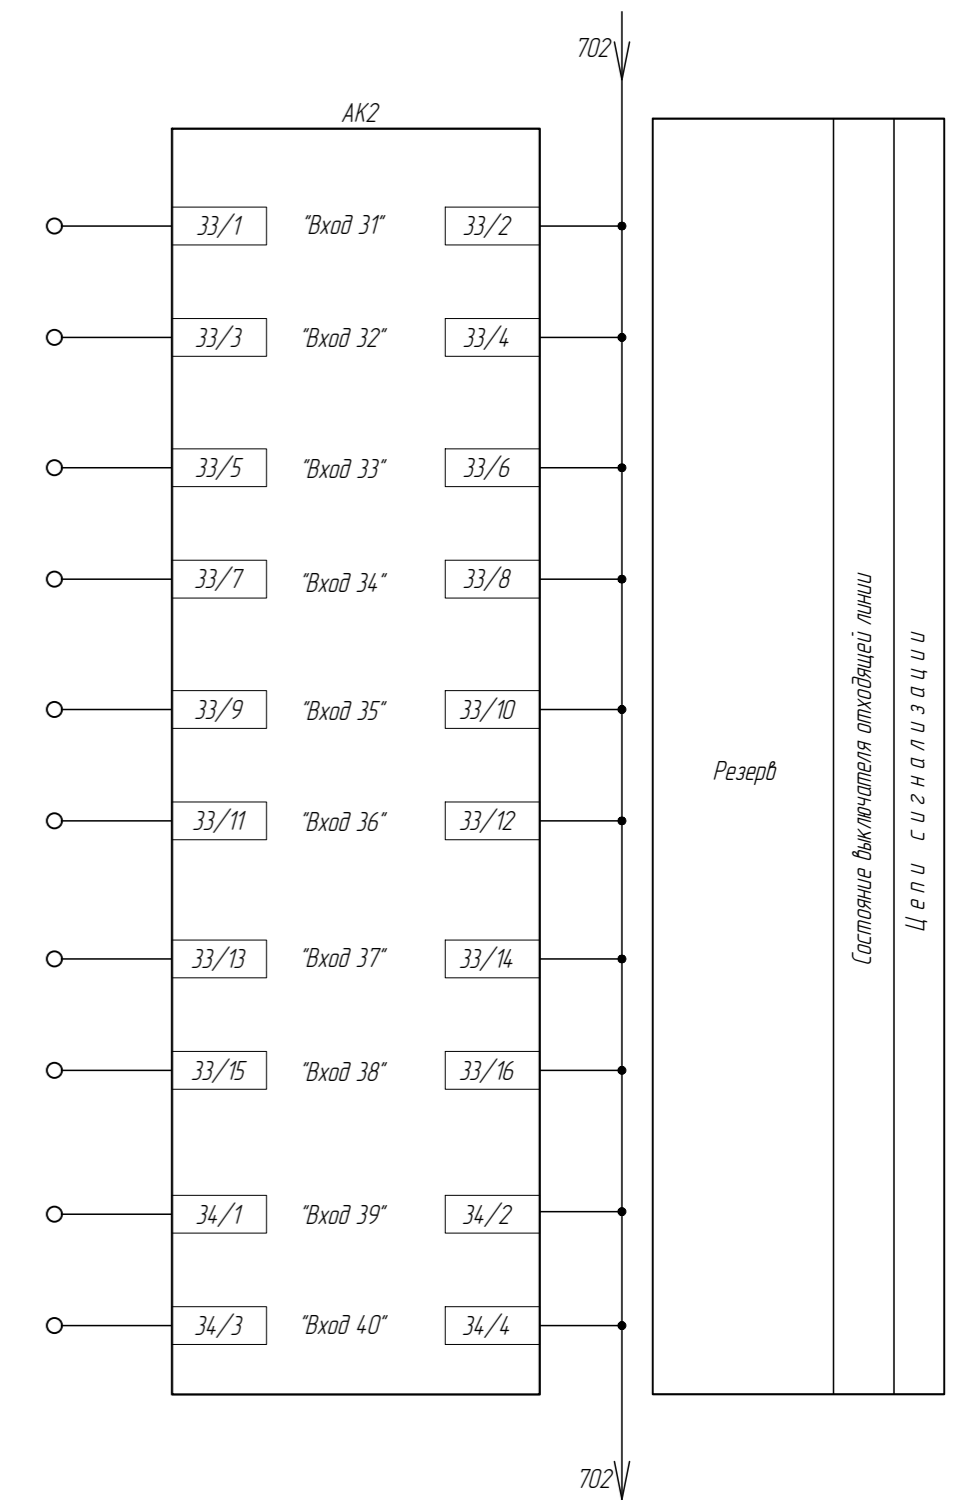 702
АК2
33/1 "Вход 31" 33/2
33/3 "Вход 32" 33/4
33/5 "Вход 33" 33/6
33/7 "Вход 34" 33/8
33/9 "Вход 35" 33/10
33/11 "Вход 36" 33/12
33/13 "Вход 37" 33/14
33/15 "Вход 38" 33/16
34/1 "Вход 39" 34/2
34/3 "Вход 40" 34/4
702
Резерв
Состояние выключателя отходящей линии
Цепи сигнализации